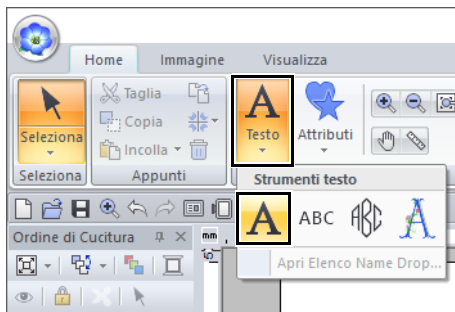 Home Immagine Visualizza
Seleziona
Taglia
Copia
Incolla
A
Testo
Attributi
Seleziona
Appunti
Strumenti testo
A ABC ABC A
Apri Elenco Name Drop...
Ordine di Cucitura
mm